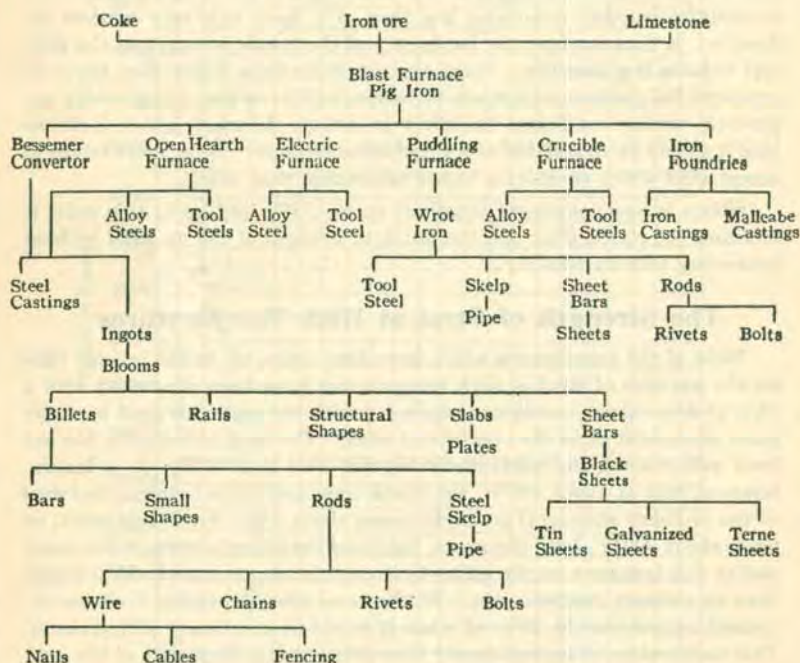 Coke Iron ore Limestone
Blast Furnace
Pig Iron
Bessemer Open Hearth Electric Puddling Crucible Iron
Convertor Furnace Furnace Furnace Furnace Foundries
Alloy Tool Alloy Tool Wrot Alloy Tool Iron Malleabe
Steels Steels Steel Steel Iron Steels Steels Castings Castings
Steel Tool Skelp Sheet Rods
Castings Steel Bars
Pipe Sheets Rivets Bolts
Ingots
Blooms
Billets Rails Structural Slabs Sheet
Shapes Bars
Plates
Black
Sheets
Bars Small Rods Steel
Shapes Skelp
Tin Galvanized Terne
Sheets Sheets Sheets
Pipe
Wire Chains Rivets Bolts
Nails Cables Fencing